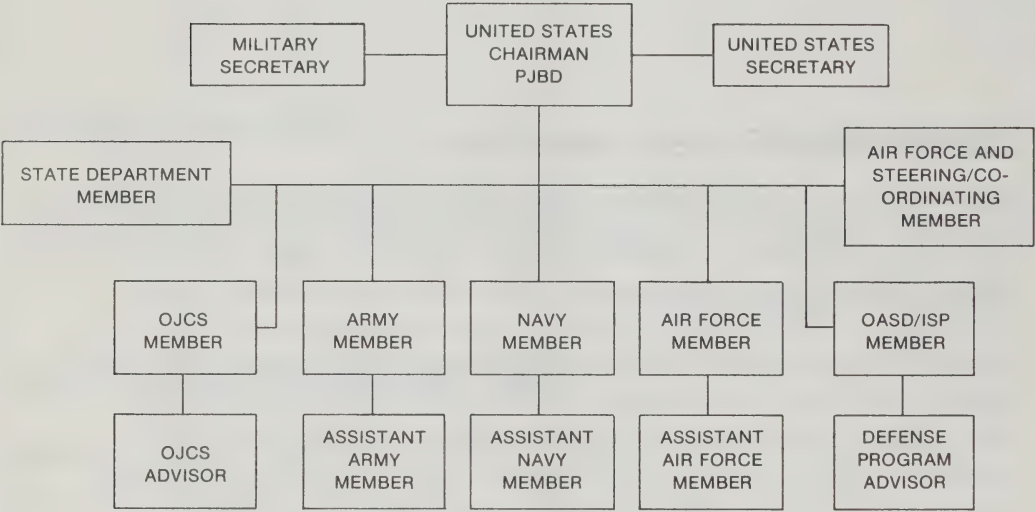 MILITARY
SECRETARY
UNITED STATES
CHAIRMAN
PJBD
UNITED STATES
SECRETARY
STATE DEPARTMENT
MEMBER
AIR FORCE AND
STEERING/CO-
ORDINATING
MEMBER
OJCS
MEMBER
ARMY
MEMBER
NAVY
MEMBER
AIR FORCE
MEMBER
OASD/ISP
MEMBER
OJCS
ADVISOR
ASSISTANT
ARMY
MEMBER
ASSISTANT
NAVY
MEMBER
ASSISTANT
AIR FORCE
MEMBER
DEFENSE
PROGRAM
ADVISOR